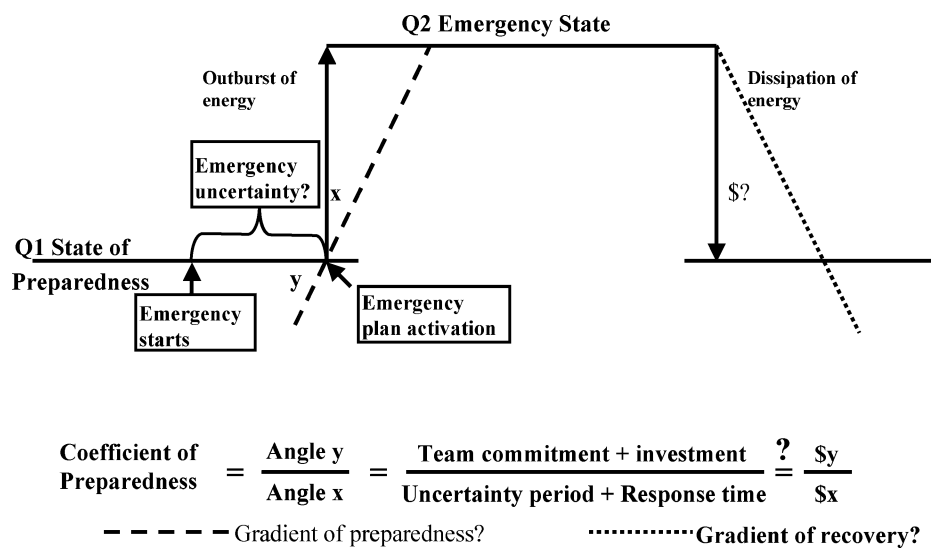 Q2 Emergency State
Outburst of
energy
Dissipation of
energy
Emergency
uncertainty?
x
$?
Q1 State of
Preparedness
y
Emergency
starts
Emergency
plan activation
Coefficient of
Preparedness
=
Angle y
Angle x
=
Team commitment + investment
Uncertainty period + Response time
?
=
$y
$x
Gradient of preparedness?
Gradient of recovery?